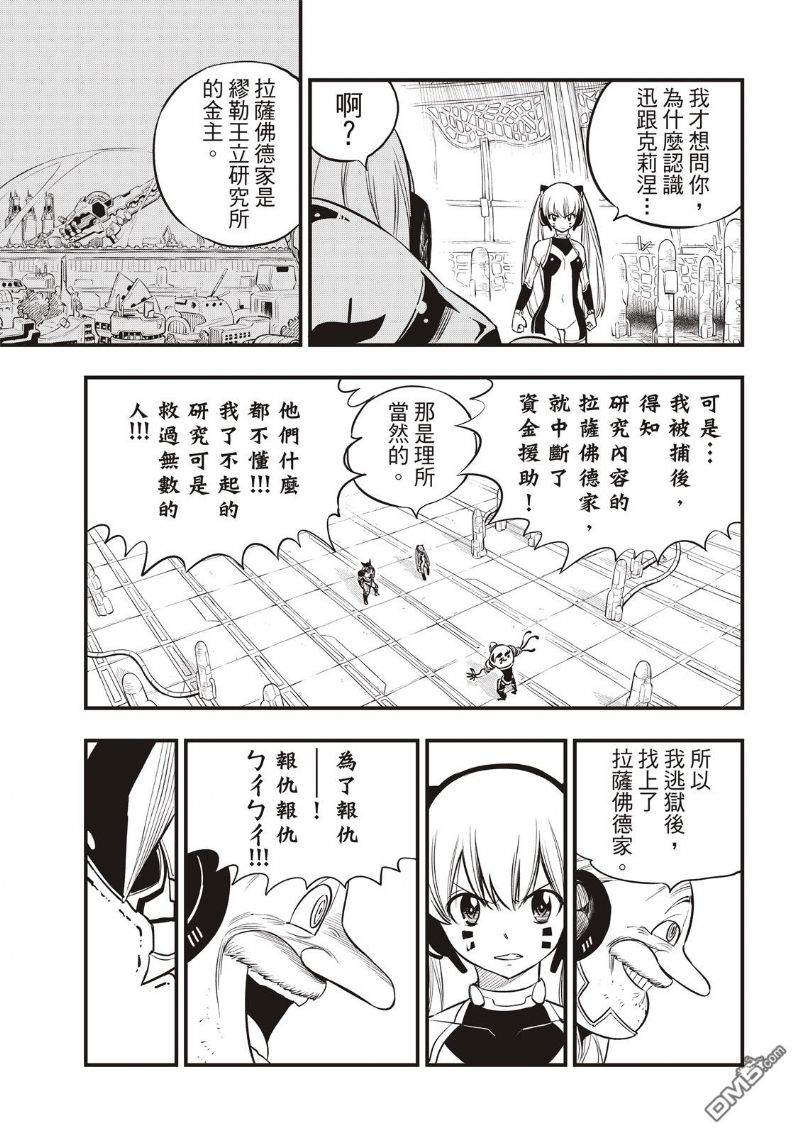 我才想問你，
為什麼認識
迅跟克莉涅…
啊？
拉薩佛德家是
繆勒王立研究所
的金主。
可是…
我被捕後，
得知
研究內容的
拉薩佛德家，
就中斷了
資金援助！
那是理所
當然的。
他們什麼
都不懂!!!
我了不起的
研究可是
救過無數的
人!!!
所以
我逃獄後，
找上了
拉薩佛德家。
為了報仇
——！
報仇報仇
ㄅㄔㄅㄔ!!!
DM5.com